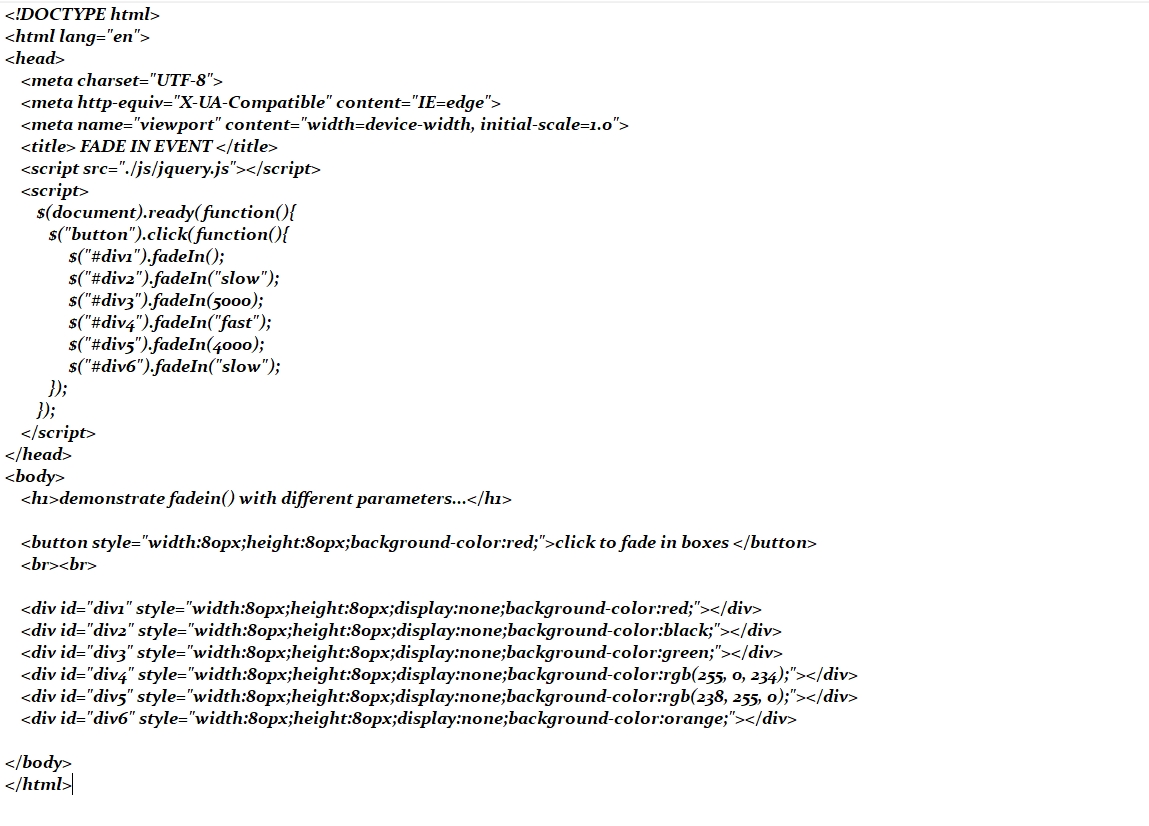 <!DOCTYPE html>
<html lang="en">
<head>
<meta charset="UTF-8">
<meta http-equiv="X-UA-Compatible" content="IE=edge">
<meta name="viewport" content="width=device-width, initial-scale=1.0">
<title> FADE IN EVENT </title>
<script src="./js/jquery.js"></script>
<script>
$(document).ready(function(){
$("button").click(function(){
$("#div1").fadeIn();
$("#div2").fadeIn("slow");
$("#div3").fadeIn(5000);
$("#div4").fadeIn("fast");
$("#div5").fadeIn(4000);
$("#div6").fadeIn("slow");
});
});
</script>
</head>
<body>
<h1>demonstrate fadein() with different parameters...</h1>
<button style="width:80px;height:80px;background-color:red;">click to fade in boxes </button>
<br><br>
<div id="div1" style="width:80px;height:80px;display:none;background-color:red;"></div>
<div id="div2" style="width:80px;height:80px;display:none;background-color:black;"></div>
<div id="div3" style="width:80px;height:80px;display:none;background-color:green;"></div>
<div id="div4" style="width:80px;height:80px;display:none;background-color:rgb(255, 0, 234);"></div>
<div id="div5" style="width:80px;height:80px;display:none;background-color:rgb(238, 255, 0);"></div>
<div id="div6" style="width:80px;height:80px;display:none;background-color:orange;"></div>
</body>
</html>